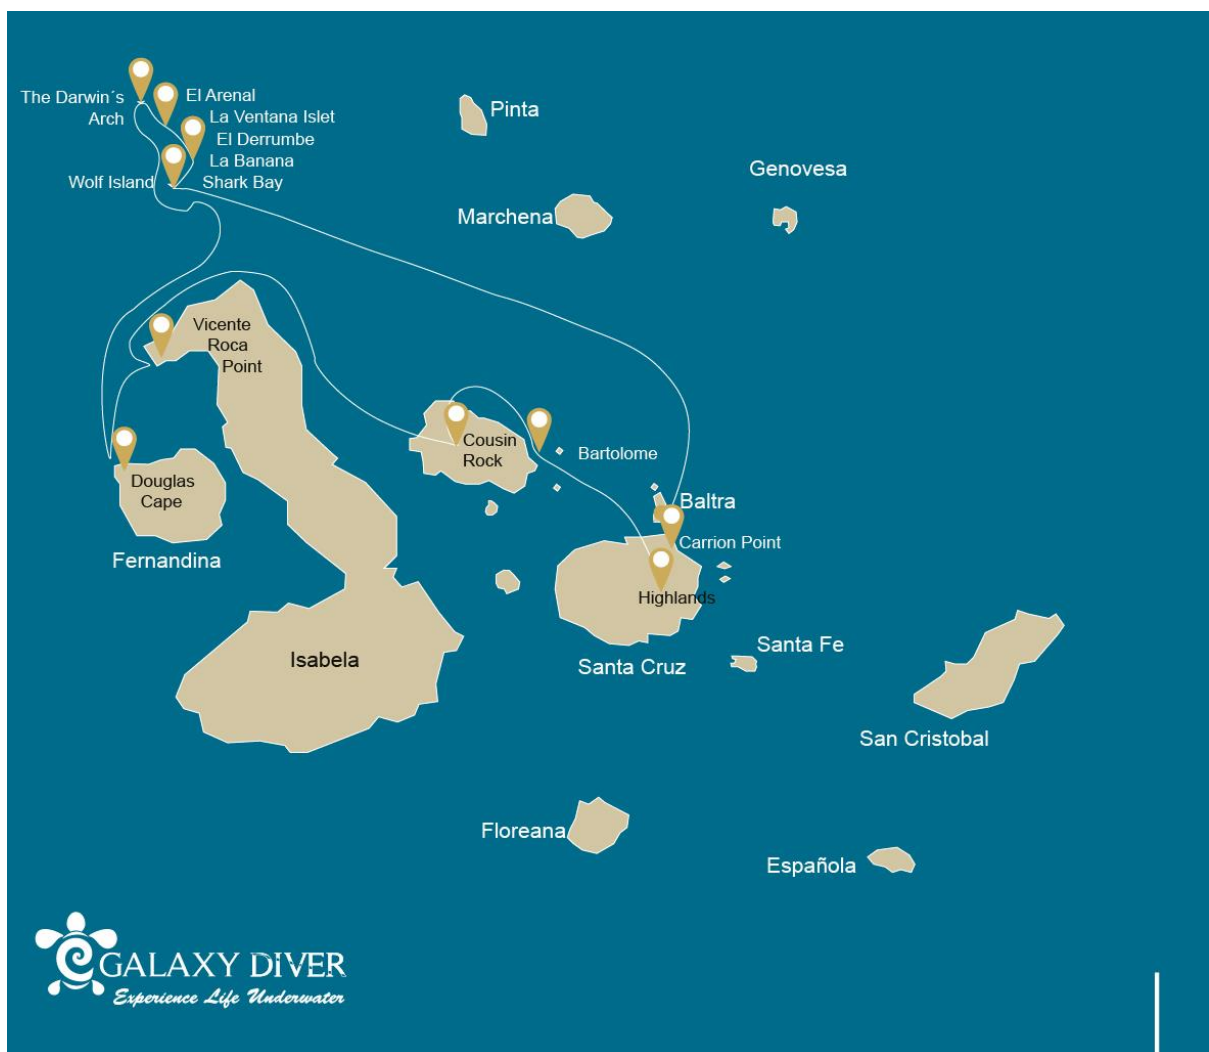 The Darwin´s
Arch
El Arenal
La Ventana Islet
El Derrumbe
La Banana
Wolf Island
Shark Bay
Pinta
Genovesa
Marchena
Vicente
Roca
Point
Cousin
Rock
Bartolome
Douglas
Cape
Baltra
Carrion Point
Fernandina
Highlands
Isabela
Santa Fe
Santa Cruz
San Cristobal
Floreana
Española
GALAXY DIVER
Experience Life Underwater